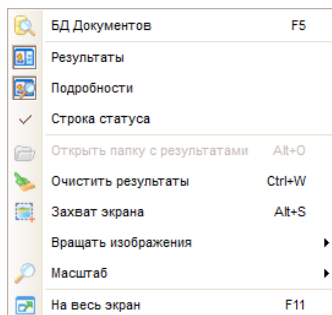 БД Документов F5
Результаты
Подробности
Строка статуса
Открыть папку с результатами Alt+O
Очистить результаты Ctrl+W
Захват экрана Alt+S
Вращать изображения
Масштаб
На весь экран F11